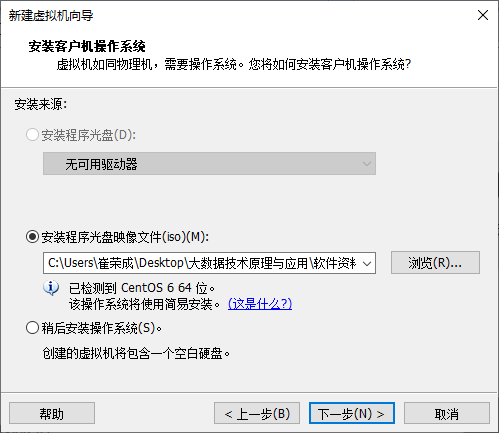 新建虚拟机向导
安装客户机操作系统
虚拟机如同物理机，需要操作系统。您将如何安装客户机操作系统?
安装来源:
安装程序光盘(D):
无可用驱动器
安装程序光盘映像文件(iso)(M):
C:\Users\崔荣成\Desktop\大数据技术原理与应用\软件资料
浏览(R)...
已检测到 CentOS 6 64 位。
该操作系统将使用简易安装。 (这是什么?)
稍后安装操作系统(S)。
创建的虚拟机将包含一个空白硬盘。
帮助
< 上一步(B)
下一步(N) >
取消